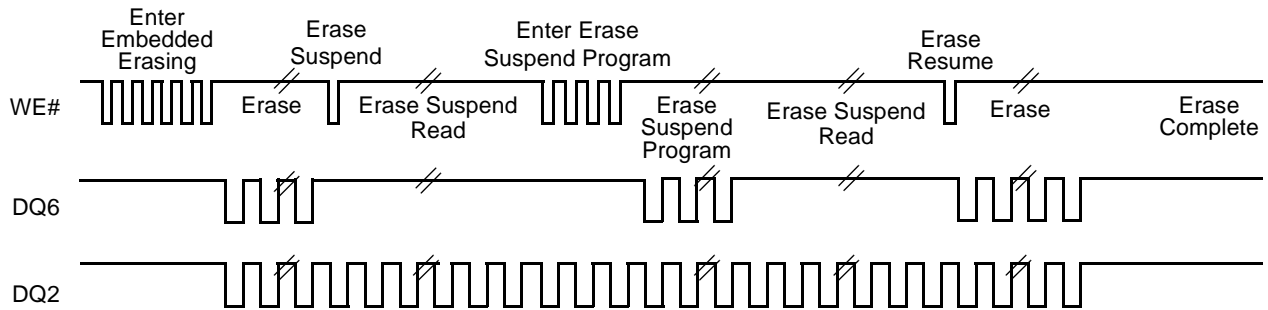 Enter
Embedded
Erasing
Erase
Suspend
Enter Erase
Suspend Program
Erase
Resume
WE#
Erase
Erase Suspend
Read
Erase
Suspend
Program
Erase Suspend
Read
Erase
Erase
Complete
DQ6
DQ2